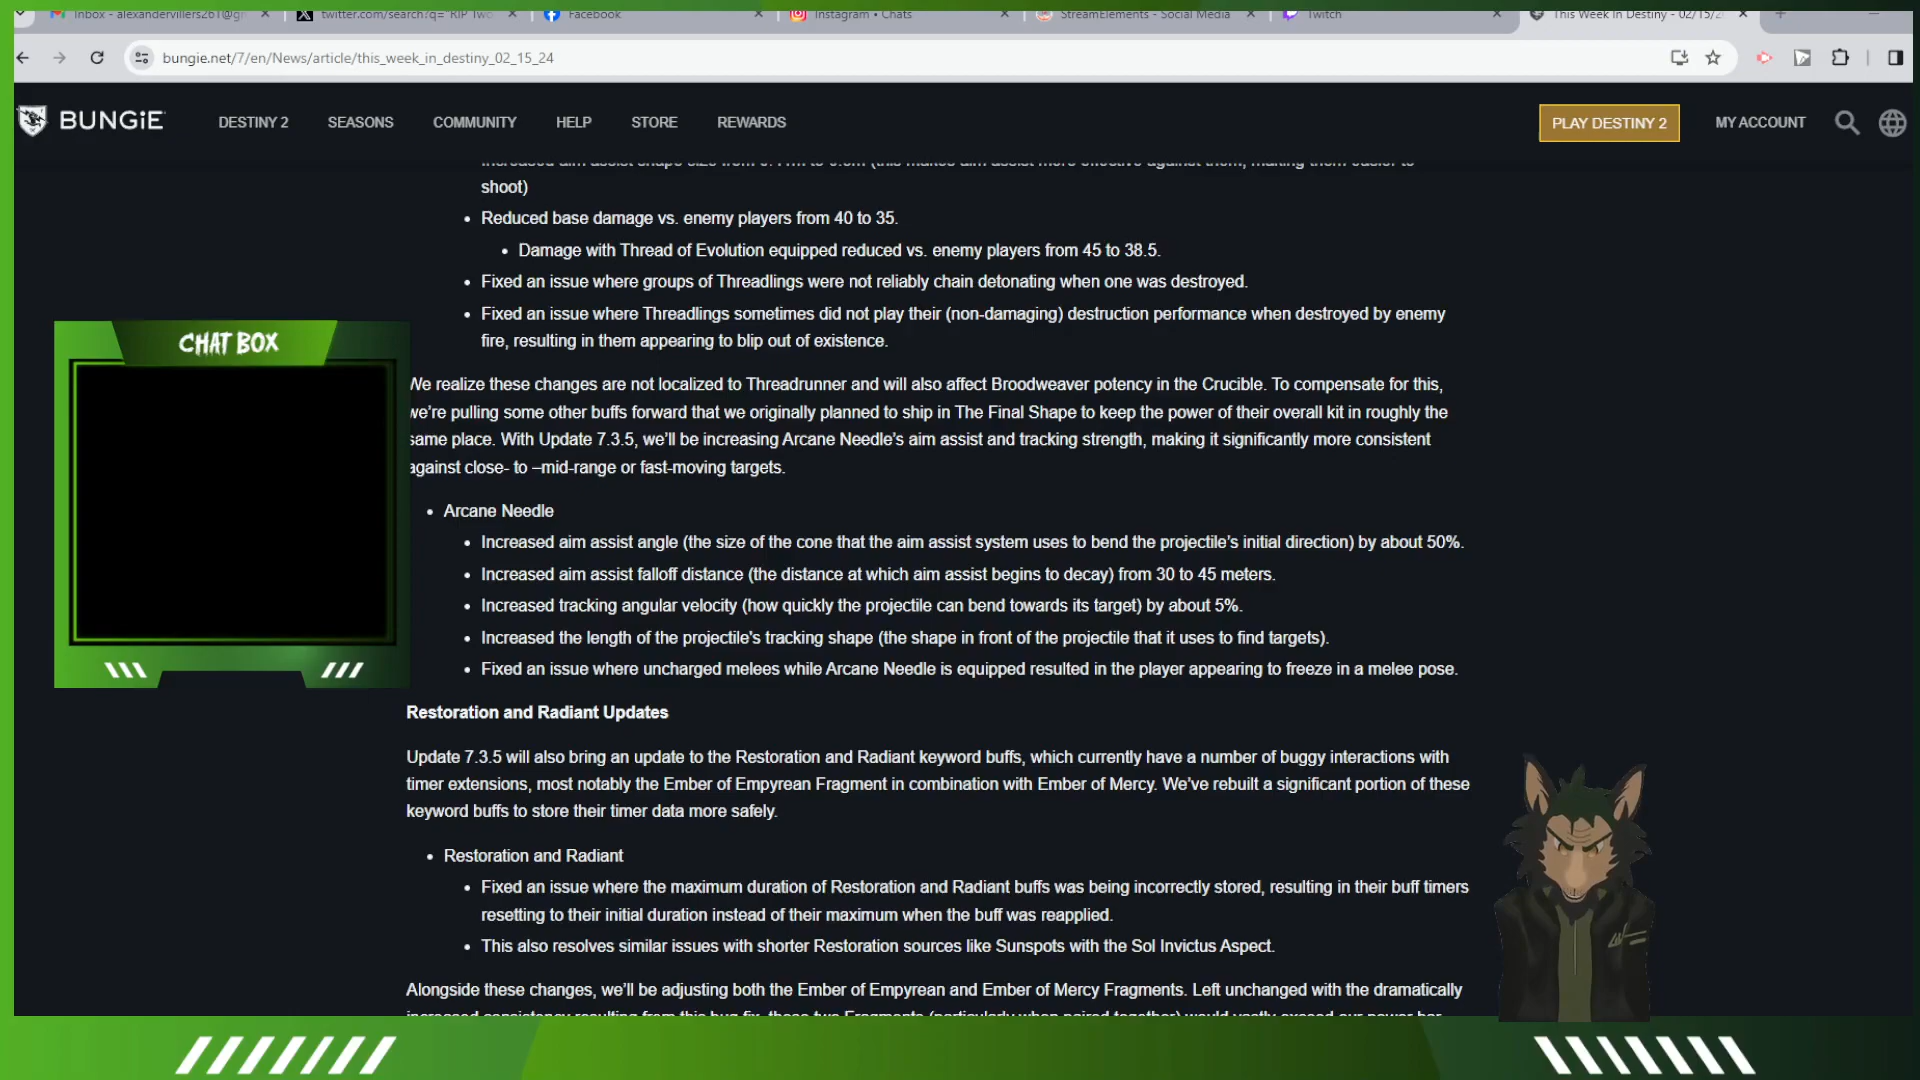 Inbox - alexandervillers261@gm
twitter.com/search?q="RIP Two
Facebook
Instagram • Chats
StreamElements - Social Media
Twitch
This Week In Destiny - 02/15/2
bungie.net/7/en/News/article/this_week_in_destiny_02_15_24
BUNGiE
DESTINY 2
SEASONS
COMMUNITY
HELP
STORE
REWARDS
PLAY DESTINY 2
MY ACCOUNT
Increased aim assist shape size from (this makes aim assist more effective against them, making them easier to
shoot)
• Reduced base damage vs. enemy players from 40 to 35.
• Damage with Thread of Evolution equipped reduced vs. enemy players from 45 to 38.5.
• Fixed an issue where groups of Threadlings were not reliably chain detonating when one was destroyed.
• Fixed an issue where Threadlings sometimes did not play their (non-damaging) destruction performance when destroyed by enemy
fire, resulting in them appearing to blip out of existence.
CHAT BOX
We realize these changes are not localized to Threadrunner and will also affect Broodweaver potency in the Crucible. To compensate for this,
we're pulling some other buffs forward that we originally planned to ship in The Final Shape to keep the power of their overall kit in roughly the
same place. With Update 7.3.5, we'll be increasing Arcane Needle's aim assist and tracking strength, making it significantly more consistent
against close- to –mid-range or fast-moving targets.
• Arcane Needle
• Increased aim assist angle (the size of the cone that the aim assist system uses to bend the projectile's initial direction) by about 50%.
• Increased aim assist falloff distance (the distance at which aim assist begins to decay) from 30 to 45 meters.
• Increased tracking angular velocity (how quickly the projectile can bend towards its target) by about 5%.
• Increased the length of the projectile's tracking shape (the shape in front of the projectile that it uses to find targets).
• Fixed an issue where uncharged melees while Arcane Needle is equipped resulted in the player appearing to freeze in a melee pose.
Restoration and Radiant Updates
Update 7.3.5 will also bring an update to the Restoration and Radiant keyword buffs, which currently have a number of buggy interactions with
timer extensions, most notably the Ember of Empyrean Fragment in combination with Ember of Mercy. We've rebuilt a significant portion of these
keyword buffs to store their timer data more safely.
• Restoration and Radiant
• Fixed an issue where the maximum duration of Restoration and Radiant buffs was being incorrectly stored, resulting in their buff timers
resetting to their initial duration instead of their maximum when the buff was reapplied.
• This also resolves similar issues with shorter Restoration sources like Sunspots with the Sol Invictus Aspect.
Alongside these changes, we'll be adjusting both the Ember of Empyrean and Ember of Mercy Fragments. Left unchanged with the dramatically
increased consistency resulting from this bug fix, these two Fragments (particularly when paired together) would vastly exceed our power bar